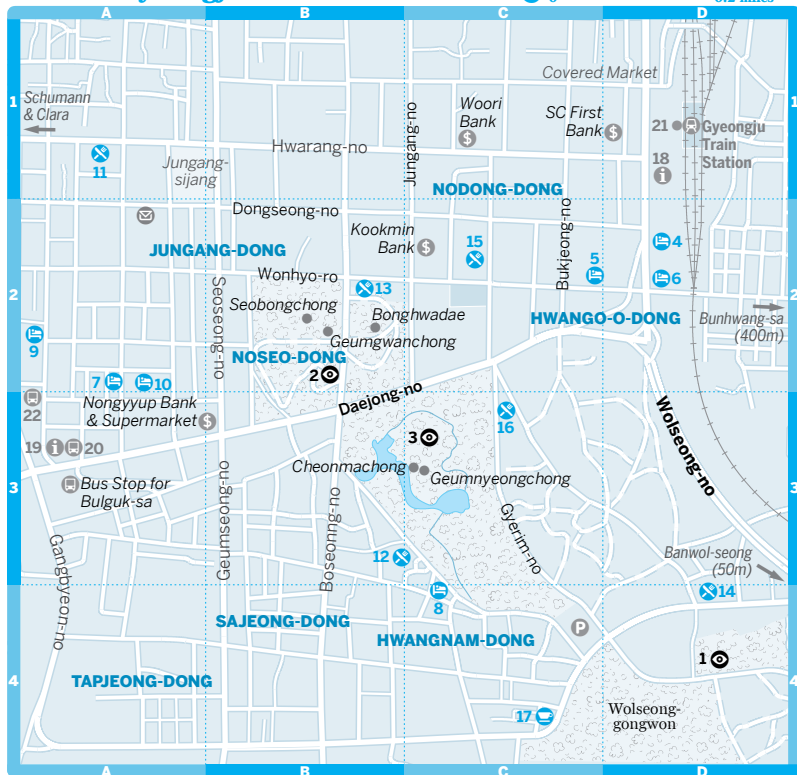 A
B
C
D
1
Covered Market
Schumann
& Clara
Woori
Bank
SC First
Bank
21
Gyeongju
Train
Station
11
Jungang-
sijang
Hwarang-no
Jungang-no
18
NODONG-DONG
Dongseong-no
JUNGANG-DONG
Kookmin
Bank
15
Bukjeong-no
5
4
6
2
Wonhyo-ro
13
Seoseong-no
Seobongchong
Bonghwadae
Geumgwanchong
HWANGO-O-DONG
Bunhwang-sa
(400m)
9
NOSEO-DONG
2
7
10
Daejong-no
22
Nongyyup Bank
& Supermarket
16
Wolseong-no
3
19
20
Cheonmachong
Geumnyeongchong
Bus Stop for
Bulguk-sa
3
3
Gangbyeon-no
Geumseong-no
Boseonng-no
Gyerim-no
12
Banwol-seong
(50m)
14
8
SAJEONG-DONG
HWANGNAM-DONG
P
1
TAPJEONG-DONG
4
4
17
Wolseong-
gongwon
A
B
C
D
1
2